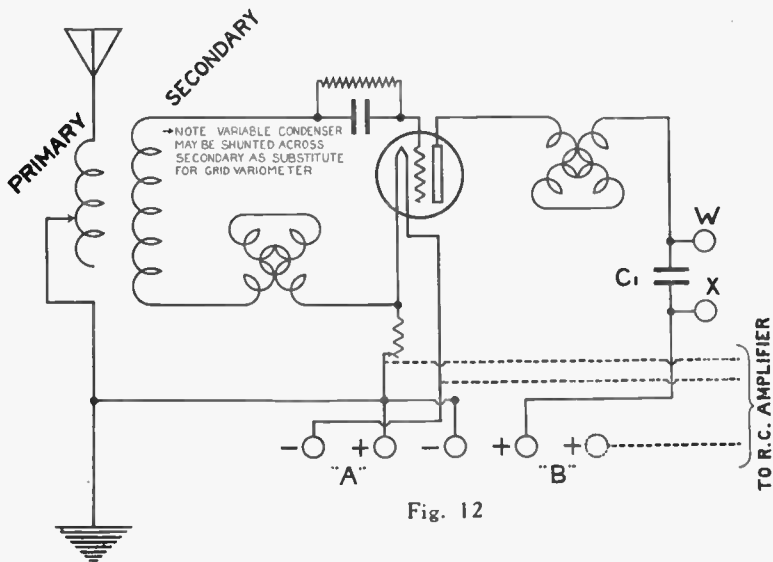 PRIMARY
SECONDARY
→NOTE VARIABLE CONDENSER
MAY BE SHUNTED ACROSS
SECONDARY AS SUBSTITUTE
FOR GRID VARIOMETER
W
C1
X
TO R.C. AMPLIFIER
- + - + +
"A" "B"
Fig. 12